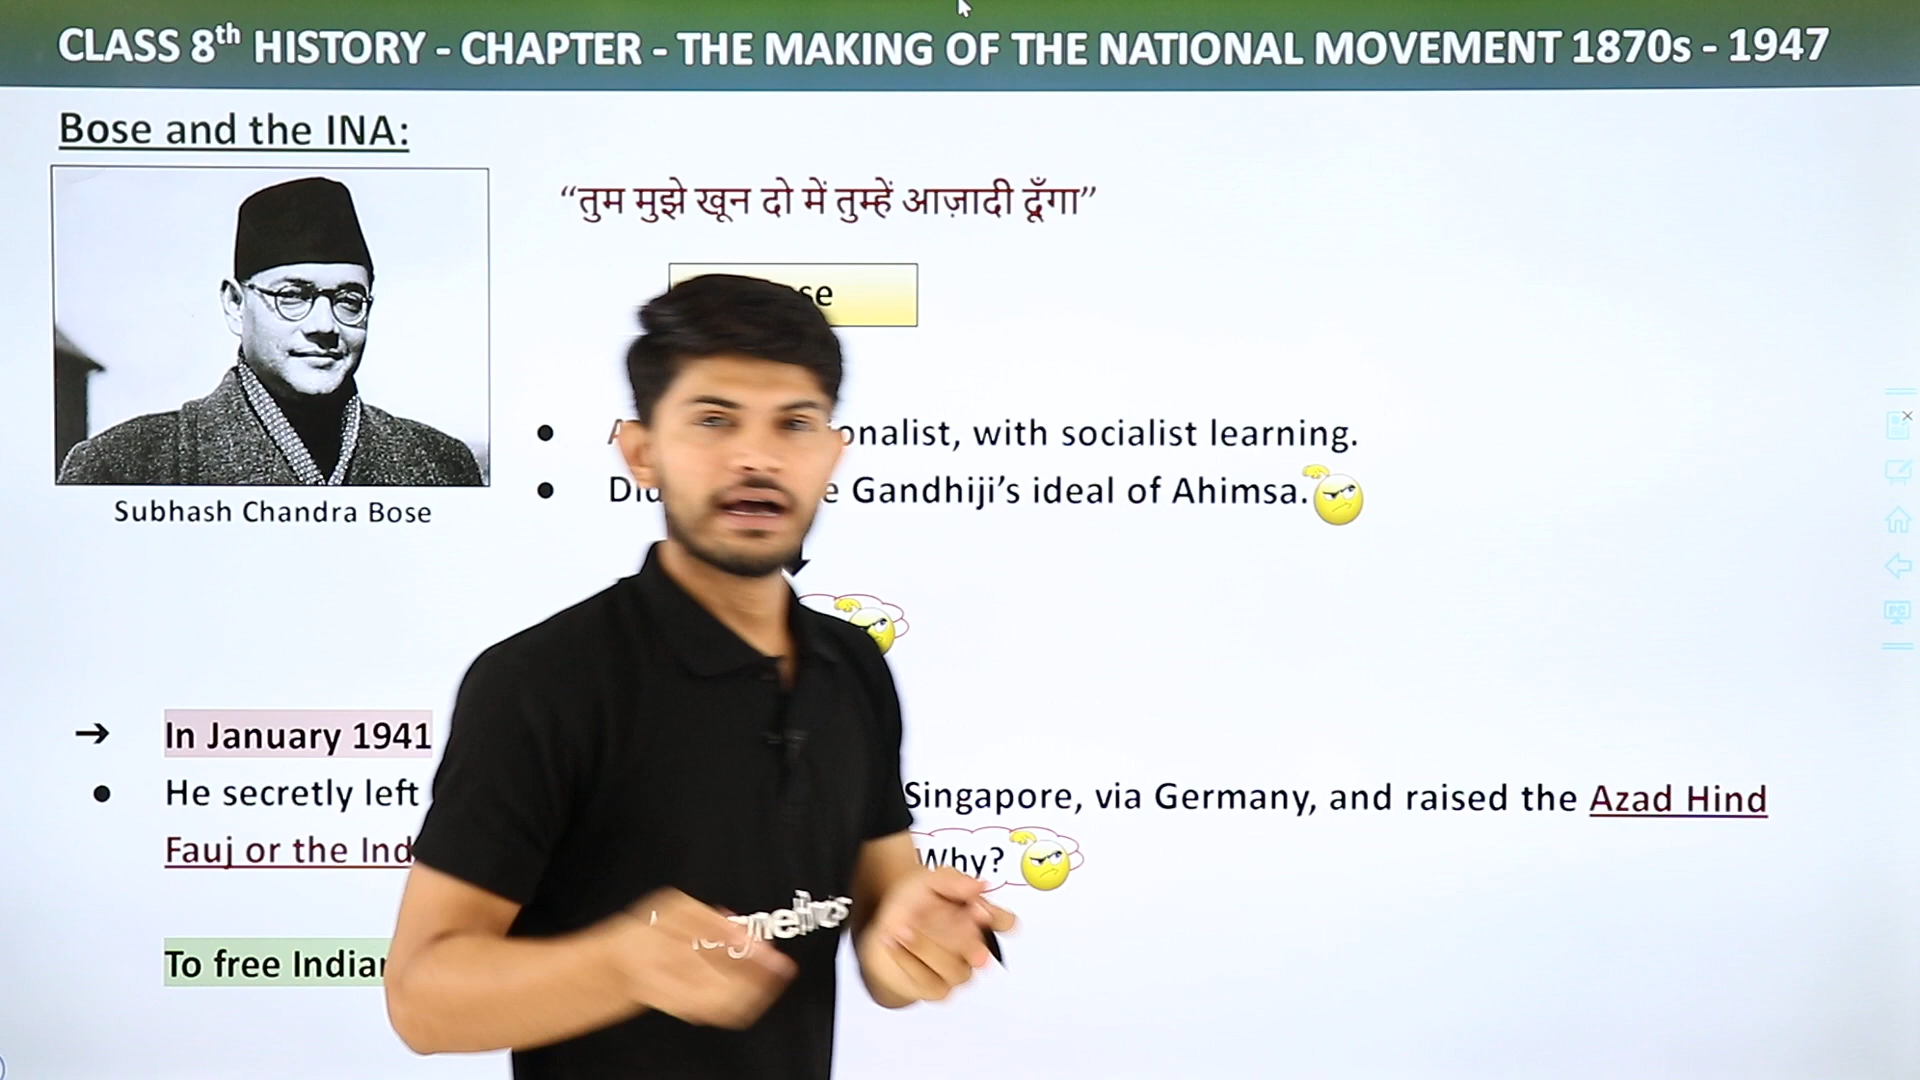 CLASS 8th HISTORY - CHAPTER - THE MAKING OF THE NATIONAL MOVEMENT 1870s - 1947
Bose and the INA:
“तुम मुझे खून दो में तुम्हें आज़ादी दूँगा”
Subhash Chandra Bose
onalist, with socialist learning.
Gandhiji’s ideal of Ahimsa.
In January 1941
He secretly left Singapore, via Germany, and raised the Azad Hind
Fauj or the Ind
Why?
To free Indian